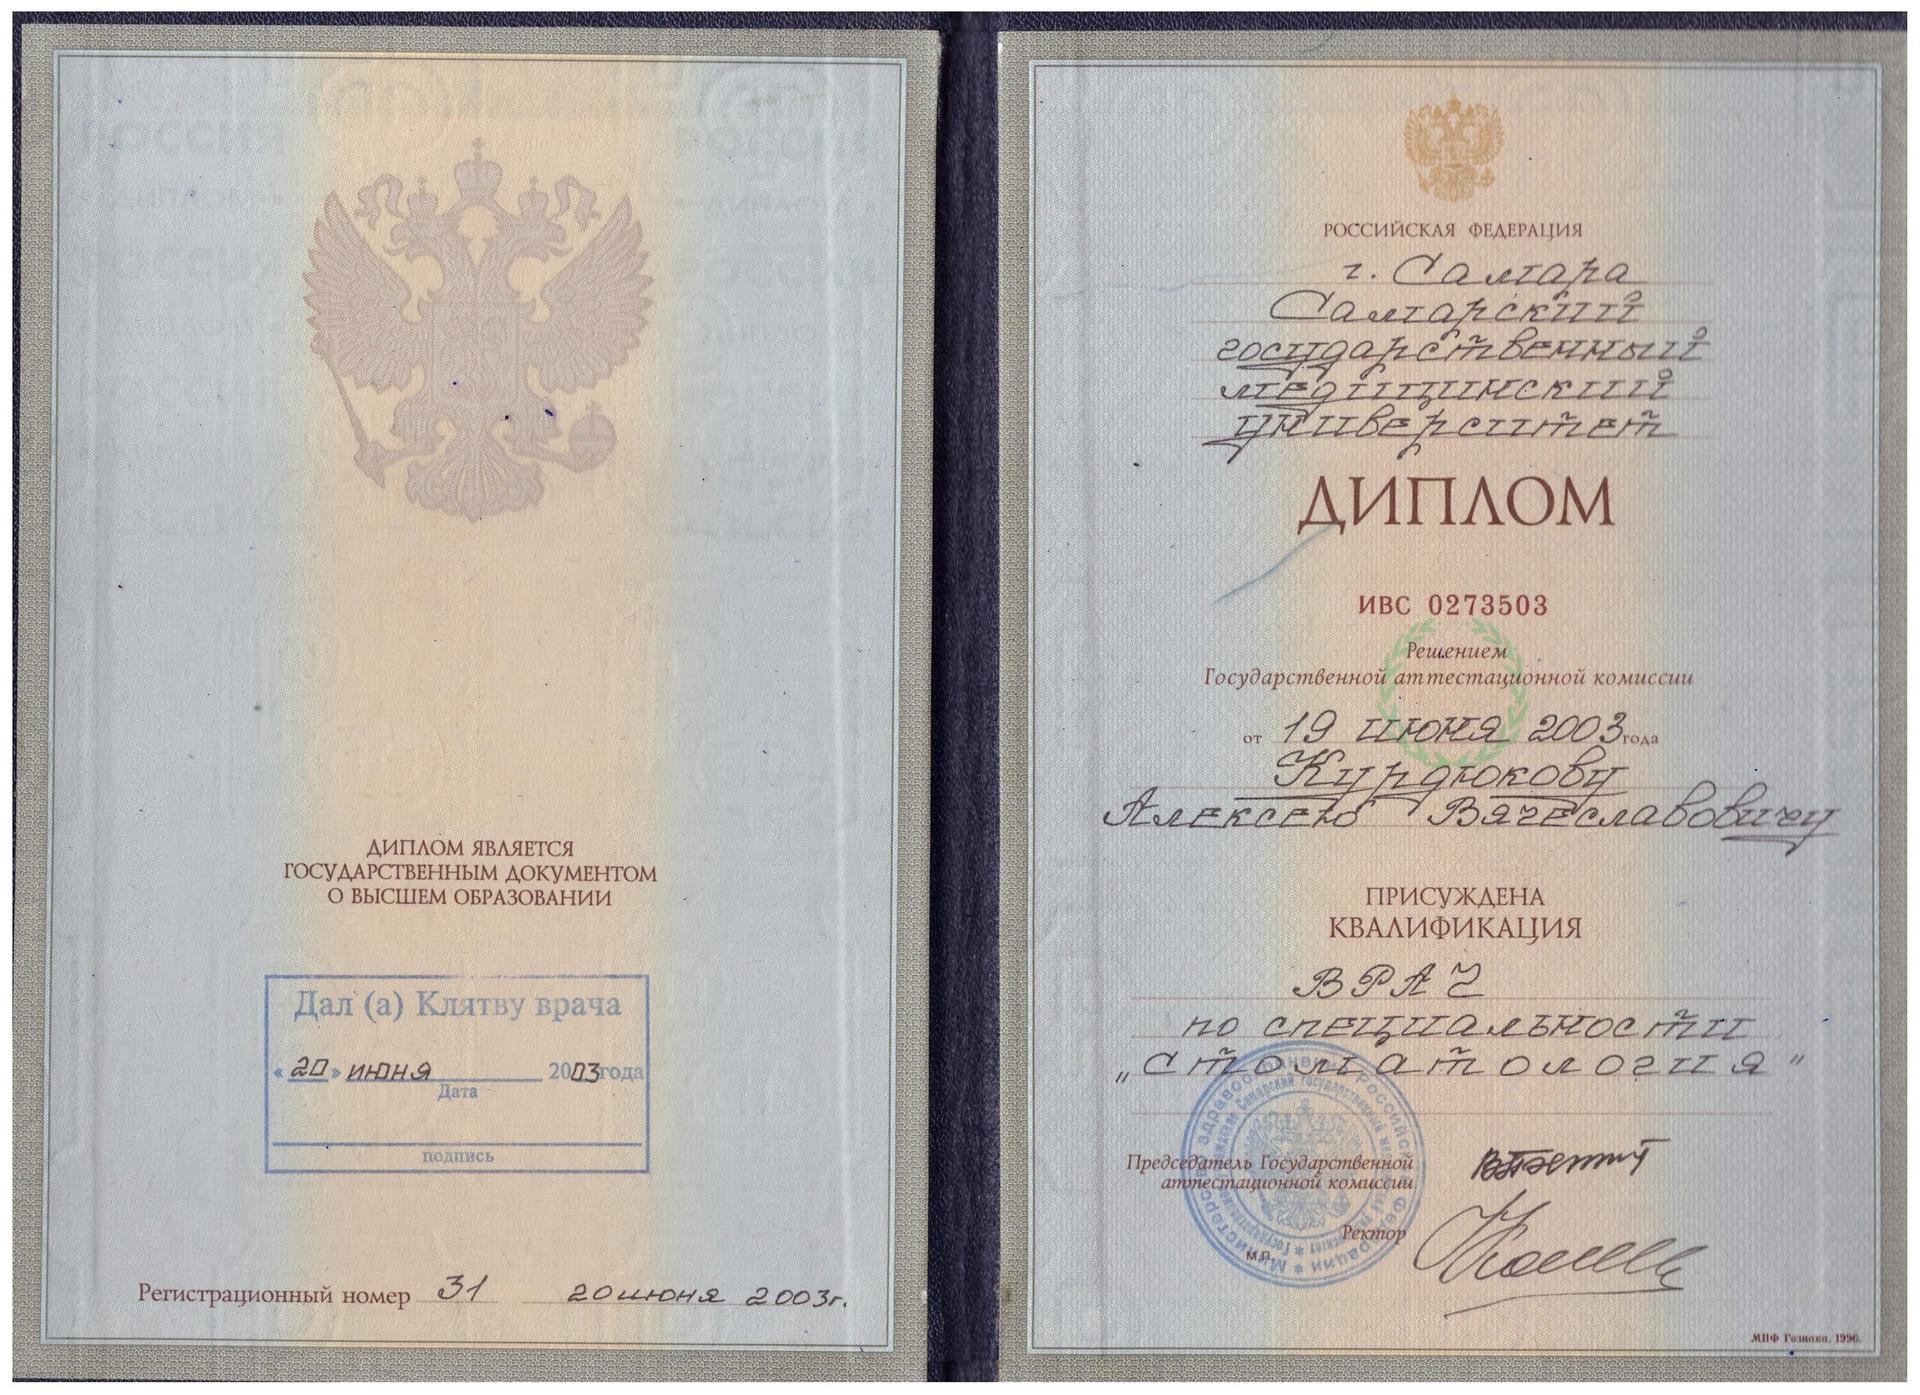 ДИПЛОМ ЯВЛЯЕТСЯ
ГОСУДАРСТВЕННЫМ ДОКУМЕНТОМ
О ВЫСШЕМ ОБРАЗОВАНИИ
Дал (а) Клятву врача
«20» июня 2003 года
Дата
подпись
Регистрационный номер 31 20 июня 2003г.
РОССИЙСКАЯ ФЕДЕРАЦИЯ
г. Самара
Самарский
государственный
медицинский
университет
ДИПЛОМ
ИВС 0273503
Решением
Государственной аттестационной комиссии
от 19 июня 2003 года
Курдюкову
Алексею Вячеславовичу
ПРИСУЖДЕНА
КВАЛИФИКАЦИЯ
ВРАЧ
по специальности
„Стоматология"
Председатель Государственной
аттестационной комиссии
Ректор
М.П.
МПФ Гознака. 1996.